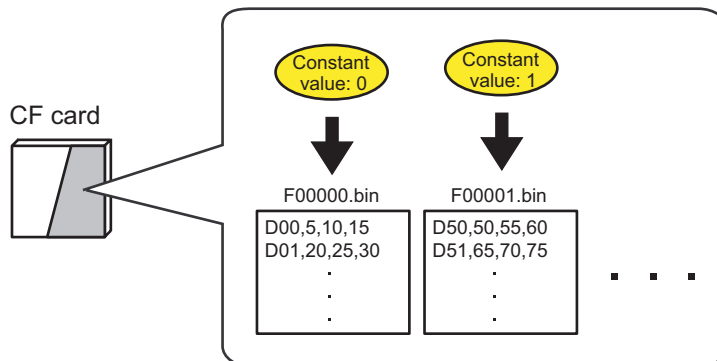 Constant
value: 0
Constant
value: 1
CF card
F00000.bin
F00001.bin
D00,5,10,15
D01,20,25,30
D50,50,55,60
D51,65,70,75